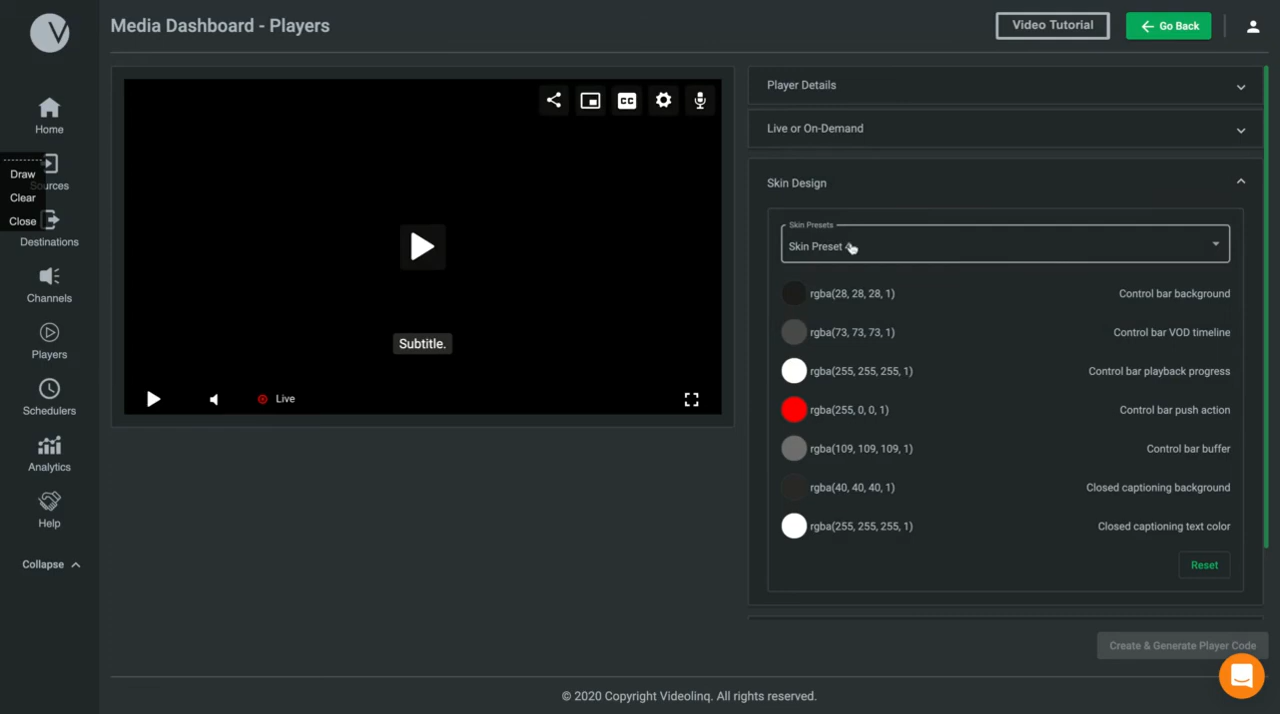 Media Dashboard - Players
Video Tutorial
Go Back
Home
Draw
Clear
Close
Destinations
Channels
Players
Schedulers
Analytics
Help
Collapse
CC
Subtitle.
Live
Player Details
Live or On-Demand
Skin Design
Skin Presets
Skin Preset
rgba(28, 28, 28, 1) Control bar background
rgba(73, 73, 73, 1) Control bar VOD timeline
rgba(255, 255, 255, 1) Control bar playback progress
rgba(255, 0, 0, 1) Control bar push action
rgba(109, 109, 109, 1) Control bar buffer
rgba(40, 40, 40, 1) Closed captioning background
rgba(255, 255, 255, 1) Closed captioning text color
Reset
Create & Generate Player Code
© 2020 Copyright Videolinq. All rights reserved.